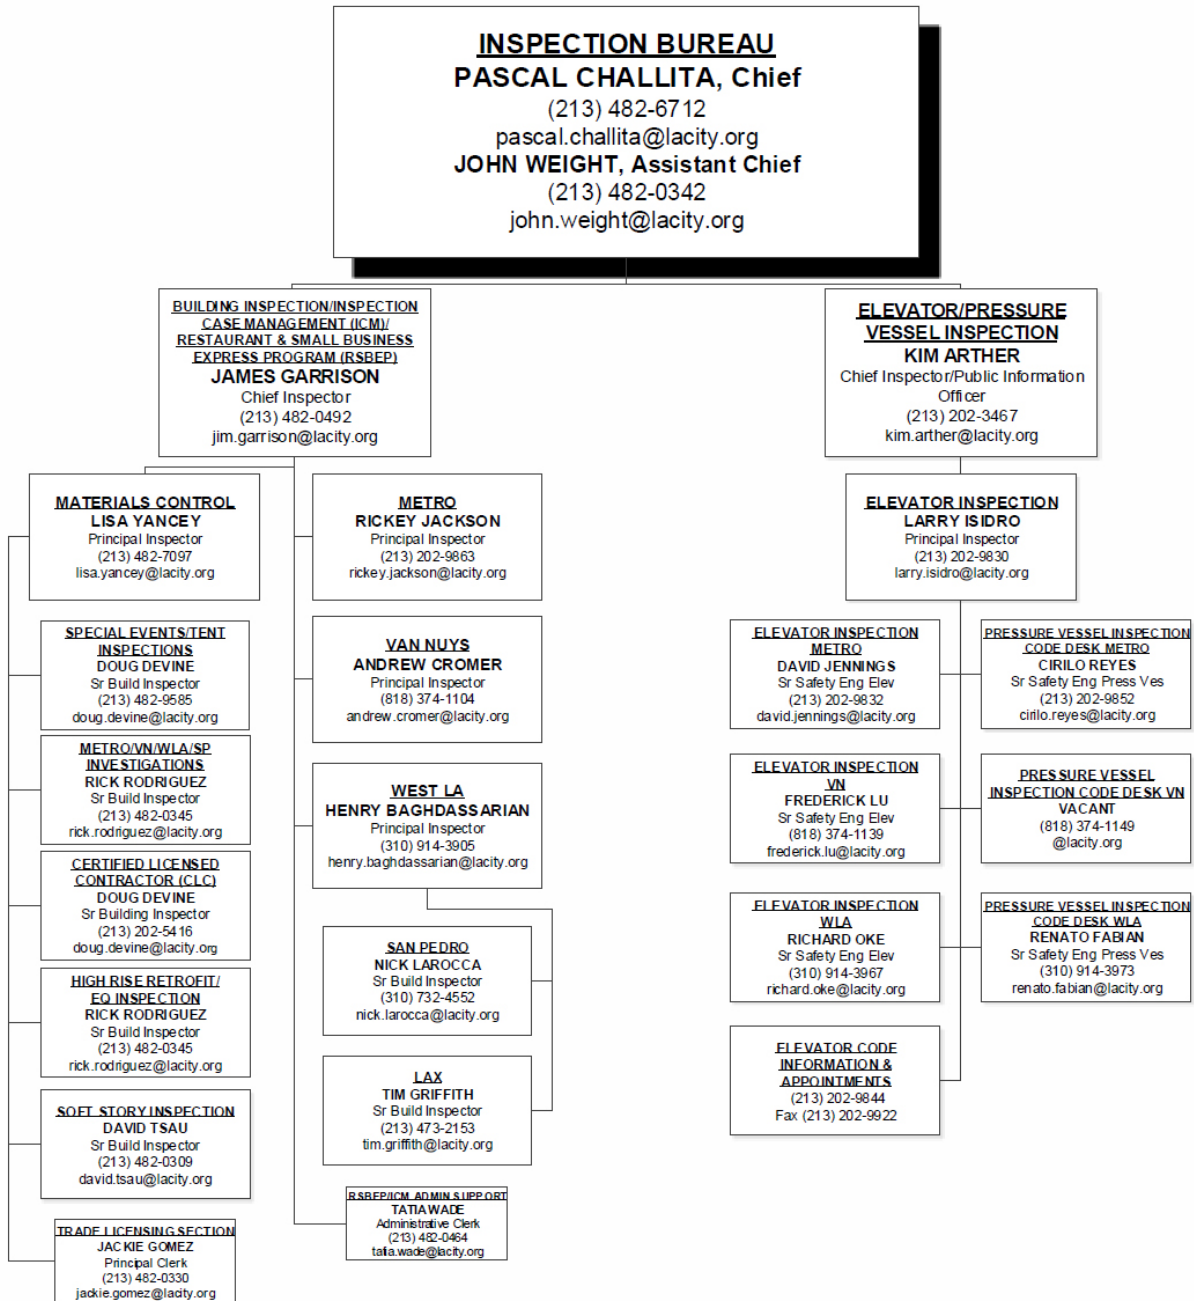 INSPECTION BUREAU
PASCAL CHALLITA, Chief
(213) 482-6712
pascal.challita@lacity.org
JOHN WEIGHT, Assistant Chief
(213) 482-0342
john.weight@lacity.org
BUILDING INSPECTION/INSPECTION
CASE MANAGEMENT (ICM)/
RESTAURANT & SMALL BUSINESS
EXPRESS PROGRAM (RSBEP)
JAMES GARRISON
Chief Inspector
(213) 482-0492
jim.garrison@lacity.org
ELEVATOR/PRESSURE
VESSEL INSPECTION
KIM ARTHER
Chief Inspector/Public Information
Officer
(213) 202-3467
kim.arther@lacity.org
MATERIALS CONTROL
LISA YANCEY
Principal Inspector
(213) 482-7097
lisa.yancey@lacity.org
SPECIAL EVENTS/TENT
INSPECTIONS
DOUG DEVINE
Sr Build Inspector
(213) 482-9585
doug.devine@lacity.org
METRO/VN/WLA/SP
INVESTIGATIONS
RICK RODRIGUEZ
Sr Build Inspector
(213) 482-0345
rick.rodriguez@lacity.org
CERTIFIED LICENSED
CONTRACTOR (CLC)
DOUG DEVINE
Sr Building Inspector
(213) 202-5416
doug.devine@lacity.org
HIGH RISE RETROFIT/
EQ INSPECTION
RICK RODRIGUEZ
Sr Build Inspector
(213) 482-0345
rick.rodriguez@lacity.org
SOFT STORY INSPECTION
DAVID TSAU
Sr Build Inspector
(213) 482-0309
david.tsau@lacity.org
TRADE LICENSING SECTION
JACKIE GOMEZ
Principal Clerk
(213) 482-0330
jackie.gomez@lacity.org
METRO
RICKEY JACKSON
Principal Inspector
(213) 202-9863
rickey.jackson@lacity.org
VAN NUYS
ANDREW CROMER
Principal Inspector
(818) 374-1104
andrew.cromer@lacity.org
WEST LA
HENRY BAGHDASSARIAN
Principal Inspector
(310) 914-3905
henry.baghdassarian@lacity.org
SAN PEDRO
NICK LAROCCA
Sr Build Inspector
(310) 732-4552
nick.larocca@lacity.org
LAX
TIM GRIFFITH
Sr Build Inspector
(213) 473-2153
tim.griffith@lacity.org
RSBEP/ICM ADMIN SUPPORT
TATIA WADE
Administrative Clerk
(213) 482-0464
tatia.wade@lacity.org
ELEVATOR INSPECTION
LARRY ISIDRO
Principal Inspector
(213) 202-9830
larry.isidro@lacity.org
ELEVATOR INSPECTION
METRO
DAVID JENNINGS
Sr Safety Eng Elev
(213) 202-9832
david.jennings@lacity.org
PRESSURE VESSEL INSPECTION
CODE DESK METRO
CIRILO REYES
Sr Safety Eng Press Ves
(213) 202-9852
cirilo.reyes@lacity.org
ELEVATOR INSPECTION
VN
FREDERICK LU
Sr Safety Eng Elev
(818) 374-1139
frederick.lu@lacity.org
PRESSURE VESSEL
INSPECTION CODE DESK VN
VACANT
(818) 374-1149
@lacity.org
ELEVATOR INSPECTION
WLA
RICHARD OKE
Sr Safety Eng Elev
(310) 914-3967
richard.oke@lacity.org
PRESSURE VESSEL INSPECTION
CODE DESK WLA
RENATO FABIAN
Sr Safety Eng Press Ves
(310) 914-3973
renato.fabian@lacity.org
ELEVATOR CODE
INFORMATION &
APPOINTMENTS
(213) 202-9844
Fax (213) 202-9922